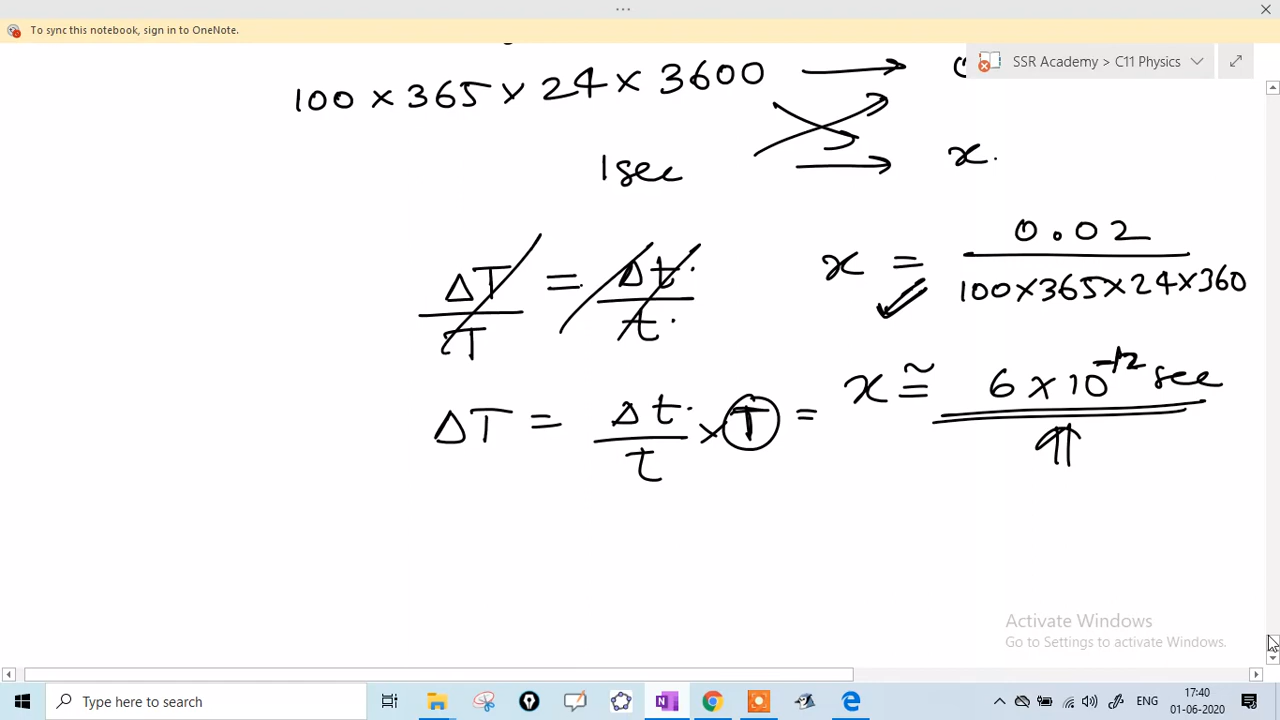 To sync this notebook, sign in to OneNote.
SSR Academy > C11 Physics
100 × 365 × 24 × 3600
1 sec
x.
x = 0.02
100×365×24×360
ΔT = Δt
T t
x ≅ 6 × 10⁻¹² sec
ΔT = Δt × T =
t
Activate Windows
Go to Settings to activate Windows.
Type here to search
ENG
17:40
01-06-2020